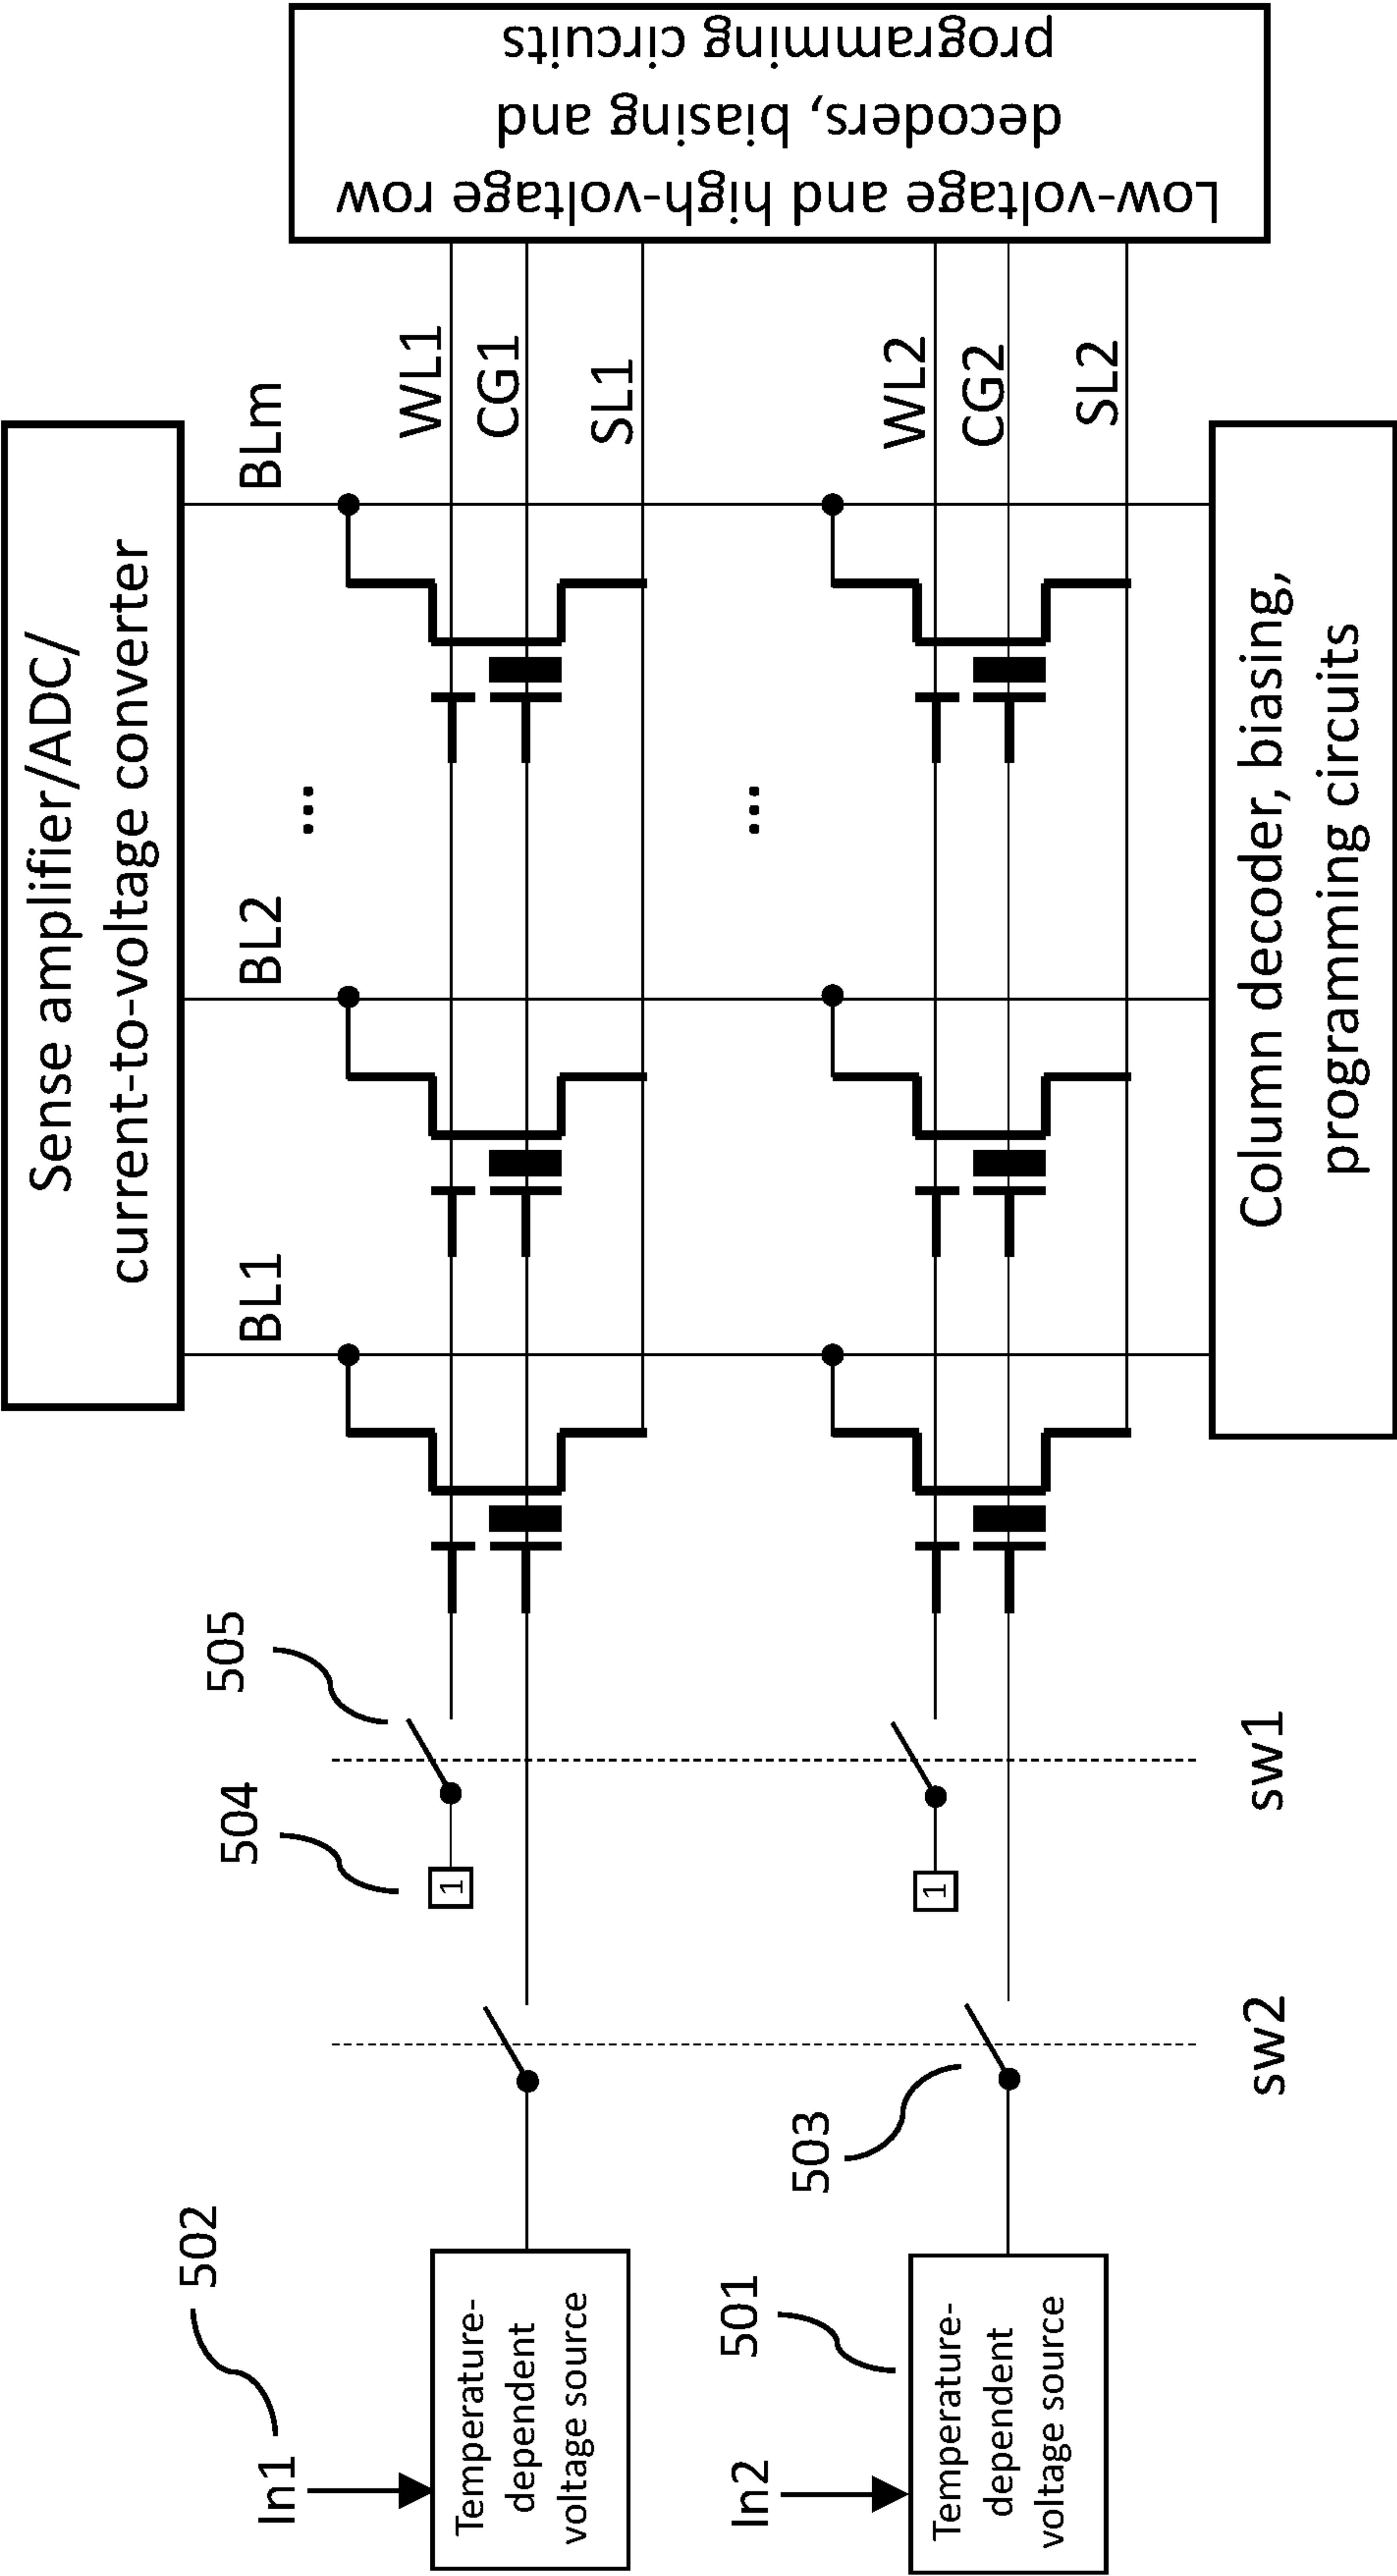 Sense amplifier/ADC/
current-to-voltage converter
BL1
BL2
...
BLm
502
In1
Temperature-
dependent
voltage source
504
505
1
WL1
CG1
SL1
Low-voltage and high-voltage row
decoders, biasing and
programming circuits
...
In2
501
Temperature-
dependent
voltage source
503
1
WL2
CG2
SL2
sw2
sw1
Column decoder, biasing,
programming circuits